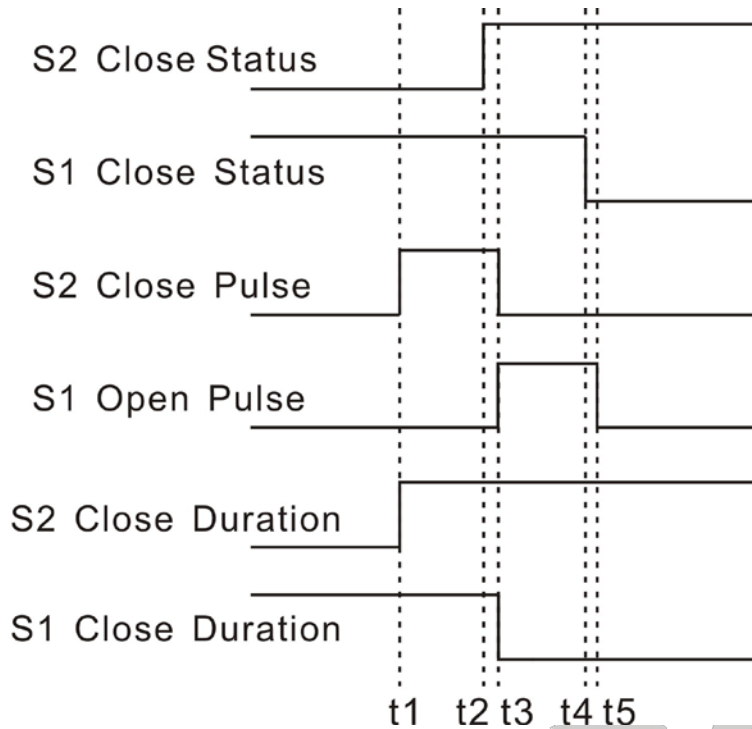 S2 Close Status
S1 Close Status
S2 Close Pulse
S1 Open Pulse
S2 Close Duration
S1 Close Duration
t1 t2 t3 t4 t5